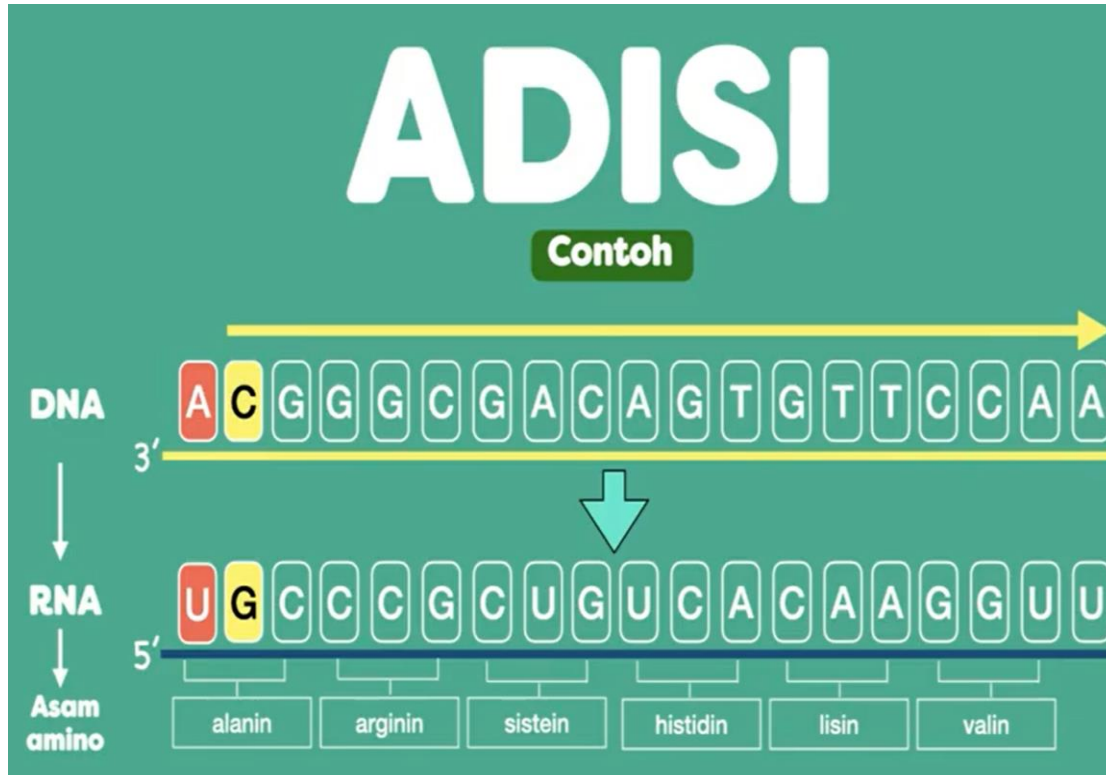 ADISI
Contoh
DNA A C G G G C G A C A G T G T T C C A A
3′
RNA U G C C C G C U G U C A C A A G G U U
5′
Asam
amino
alanin arginin sistein histidin lisin valin